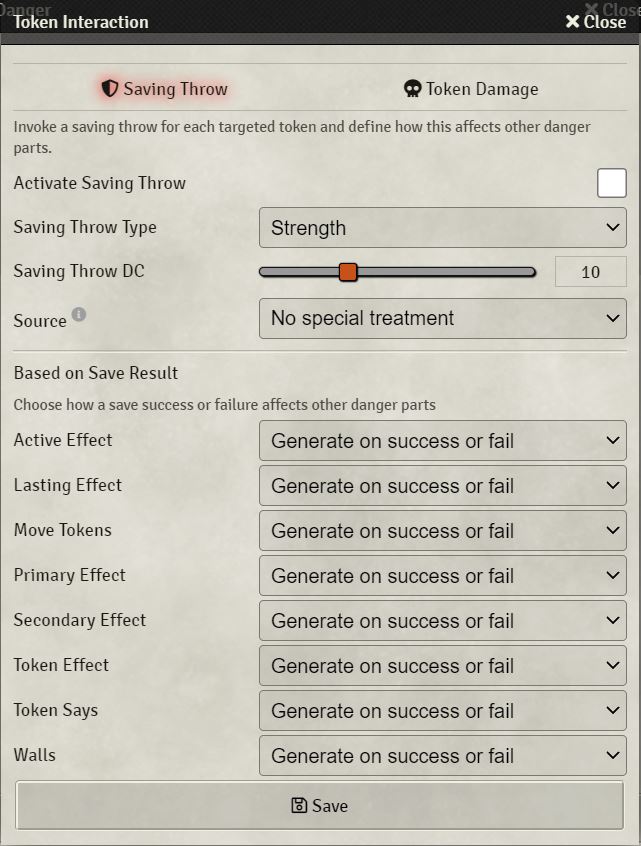 Danger
Close
Token Interaction
Close
Saving Throw
Token Damage
Invoke a saving throw for each targeted token and define how this affects other danger
parts.
Activate Saving Throw
Saving Throw Type
Strength
Saving Throw DC
10
Source
No special treatment
Based on Save Result
Choose how a save success or failure affects other danger parts
Active Effect
Generate on success or fail
Lasting Effect
Generate on success or fail
Move Tokens
Generate on success or fail
Primary Effect
Generate on success or fail
Secondary Effect
Generate on success or fail
Token Effect
Generate on success or fail
Token Says
Generate on success or fail
Walls
Generate on success or fail
Save